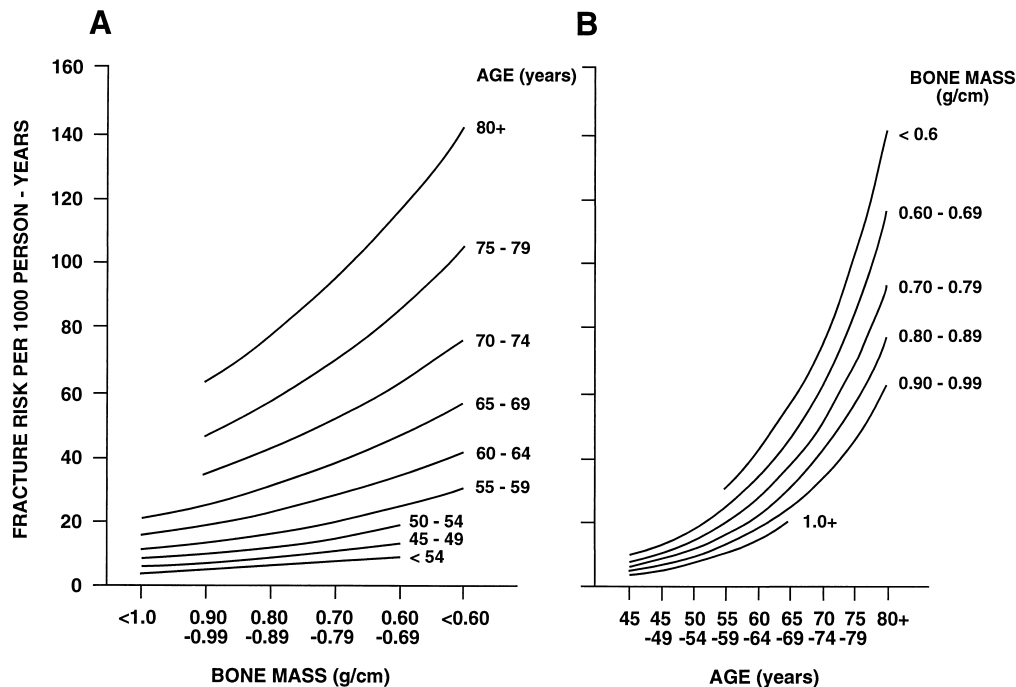 A
AGE (years)
FRACTURE RISK PER 1000 PERSON - YEARS
160
140
120
100
80
60
40
20
0
80+
75 - 79
70 - 74
65 - 69
60 - 64
55 - 59
50 - 54
45 - 49
< 54
<1.0
0.90
-0.99
0.80
-0.89
0.70
-0.79
0.60
-0.69
<0.60
BONE MASS (g/cm)
B
BONE MASS
(g/cm)
< 0.6
0.60 - 0.69
0.70 - 0.79
0.80 - 0.89
0.90 - 0.99
1.0+
45
45
-49
50
-54
55
-59
60
-64
65
-69
70
-74
75
-79
80+
AGE (years)